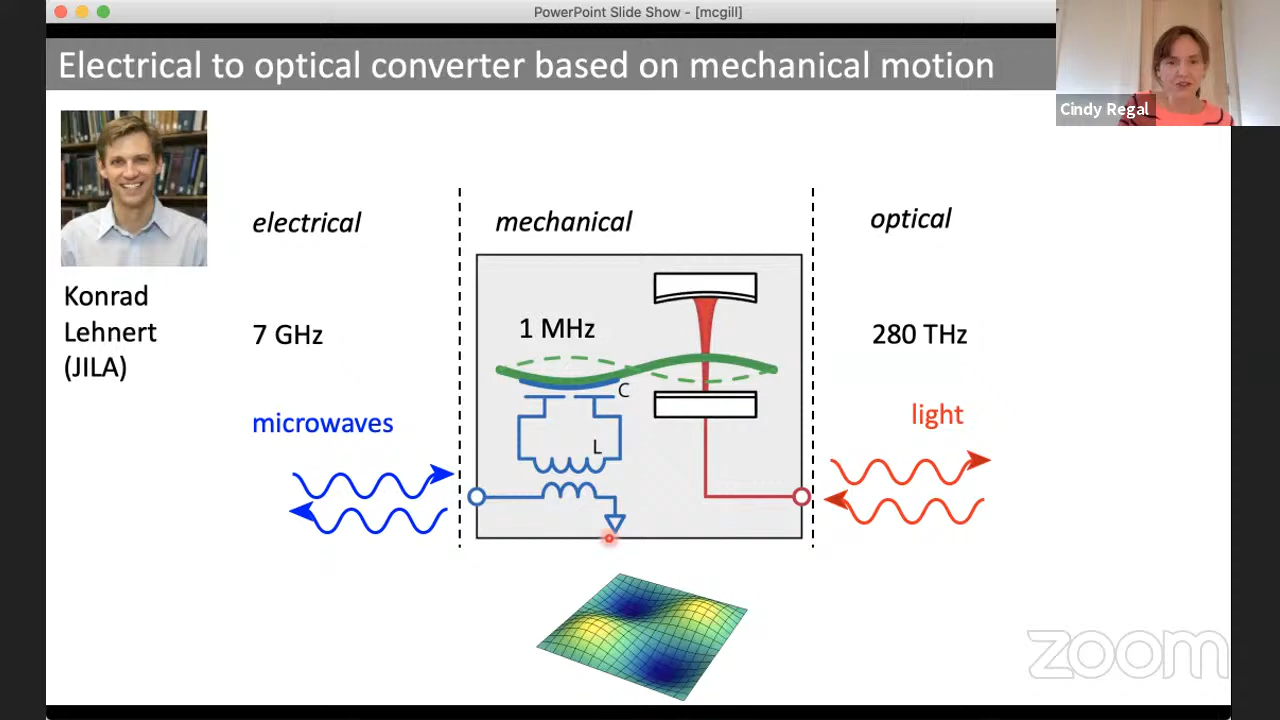 PowerPoint Slide Show - [mcgill]
Electrical to optical converter based on mechanical motion
Cindy Regal
electrical
mechanical
optical
Konrad
Lehnert
(JILA)
7 GHz
1 MHz
280 THz
C
microwaves
L
light
zoom